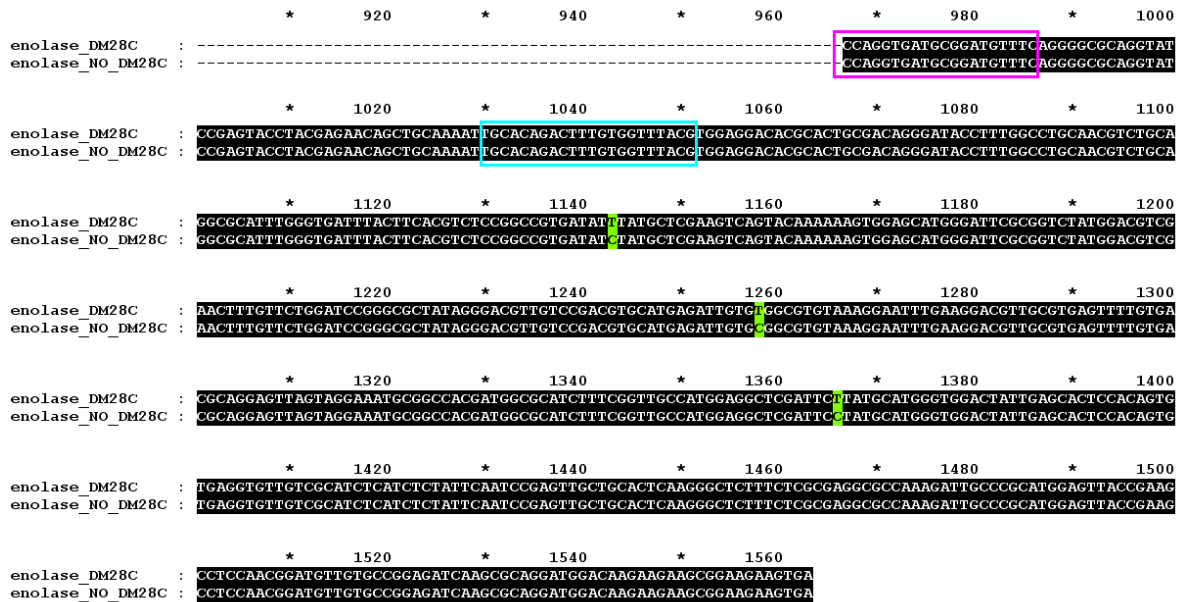 * 920 * 940 * 960 * 980 * 1000
enolase_DM28C : ------------------------------------------------------------------CCAGGTGATGCGGATGTTTCAGGGGCGCAGGTAT
enolase_NO_DM28C : ------------------------------------------------------------------CCAGGTGATGCGGATGTTTCAGGGGCGCAGGTAT
* 1020 * 1040 * 1060 * 1080 * 1100
enolase_DM28C : CCGAGTACCTACGAGAACAGCTGCAAAATTGCACAGACTTTGTGGTTTACGTGGAGGACACGCACTGCGACAGGGATACCTTTGGCCTGCAACGTCTGCA
enolase_NO_DM28C : CCGAGTACCTACGAGAACAGCTGCAAAATTGCACAGACTTTGTGGTTTACGTGGAGGACACGCACTGCGACAGGGATACCTTTGGCCTGCAACGTCTGCA
* 1120 * 1140 * 1160 * 1180 * 1200
enolase_DM28C : GGCGCATTTGGGTGATTTACTTCACGTCTCCGGCCGTGATATTTATGCTCGAAGTCAGTACAAAAAAGTGGAGCATGGGATTCGCGGTCTATGGACGTCG
enolase_NO_DM28C : GGCGCATTTGGGTGATTTACTTCACGTCTCCGGCCGTGATATCTATGCTCGAAGTCAGTACAAAAAAGTGGAGCATGGGATTCGCGGTCTATGGACGTCG
* 1220 * 1240 * 1260 * 1280 * 1300
enolase_DM28C : AACTTTGTTCTGGATCCGGGCGCTATAGGGACGTTGTCCGACGTGCATGAGATTGTGTGGCGTGTAAAGGAATTTGAAGGACGTTGCGTGAGTTTTGTGA
enolase_NO_DM28C : AACTTTGTTCTGGATCCGGGCGCTATAGGGACGTTGTCCGACGTGCATGAGATTGTGCGGCGTGTAAAGGAATTTGAAGGACGTTGCGTGAGTTTTGTGA
* 1320 * 1340 * 1360 * 1380 * 1400
enolase_DM28C : CGCAGGAGTTAGTAGGAAATGCGGCCACGATGGCGCATCTTTCGGTTGCCATGGAGGCTCGATTCTTATGCATGGGTGGACTATTGAGCACTCCACAGTG
enolase_NO_DM28C : CGCAGGAGTTAGTAGGAAATGCGGCCACGATGGCGCATCTTTCGGTTGCCATGGAGGCTCGATTCCTATGCATGGGTGGACTATTGAGCACTCCACAGTG
* 1420 * 1440 * 1460 * 1480 * 1500
enolase_DM28C : TGAGGTGTTGTCGCATCTCATCTCTATTCAATCCGAGTTGCTGCACTCAAGGGCTCTTTCTCGCGAGGCGCCAAAGATTGCCCGCATGGAGTTACCGAAG
enolase_NO_DM28C : TGAGGTGTTGTCGCATCTCATCTCTATTCAATCCGAGTTGCTGCACTCAAGGGCTCTTTCTCGCGAGGCGCCAAAGATTGCCCGCATGGAGTTACCGAAG
* 1520 * 1540 * 1560
enolase_DM28C : CCTCCAACGGATGTTGTGCCGGAGATCAAGCGCAGGATGGACAAGAAGAAGCGGAAGAAGTGA
enolase_NO_DM28C : CCTCCAACGGATGTTGTGCCGGAGATCAAGCGCAGGATGGACAAGAAGAAGCGGAAGAAGTGA